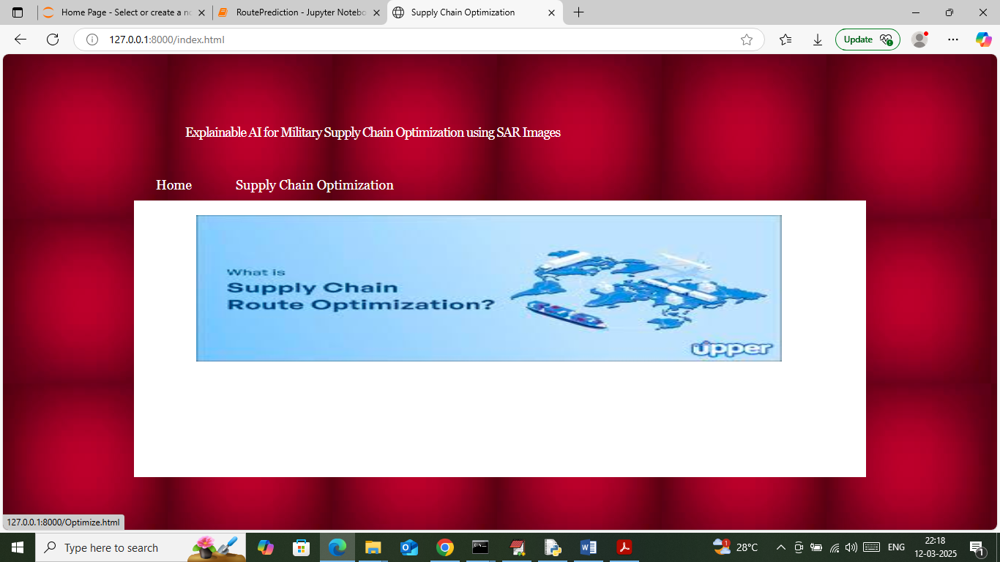 Home Page - Select or create a no
RoutePrediction - Jupyter Notebo
Supply Chain Optimization
127.0.0.1:8000/index.html
Update
Explainable AI for Military Supply Chain Optimization using SAR Images
Home
Supply Chain Optimization
What is
Supply Chain
Route Optimization?
upper
127.0.0.1:8000/Optimize.html
Type here to search
1
28°C
ENG
22:18
12-03-2025
1